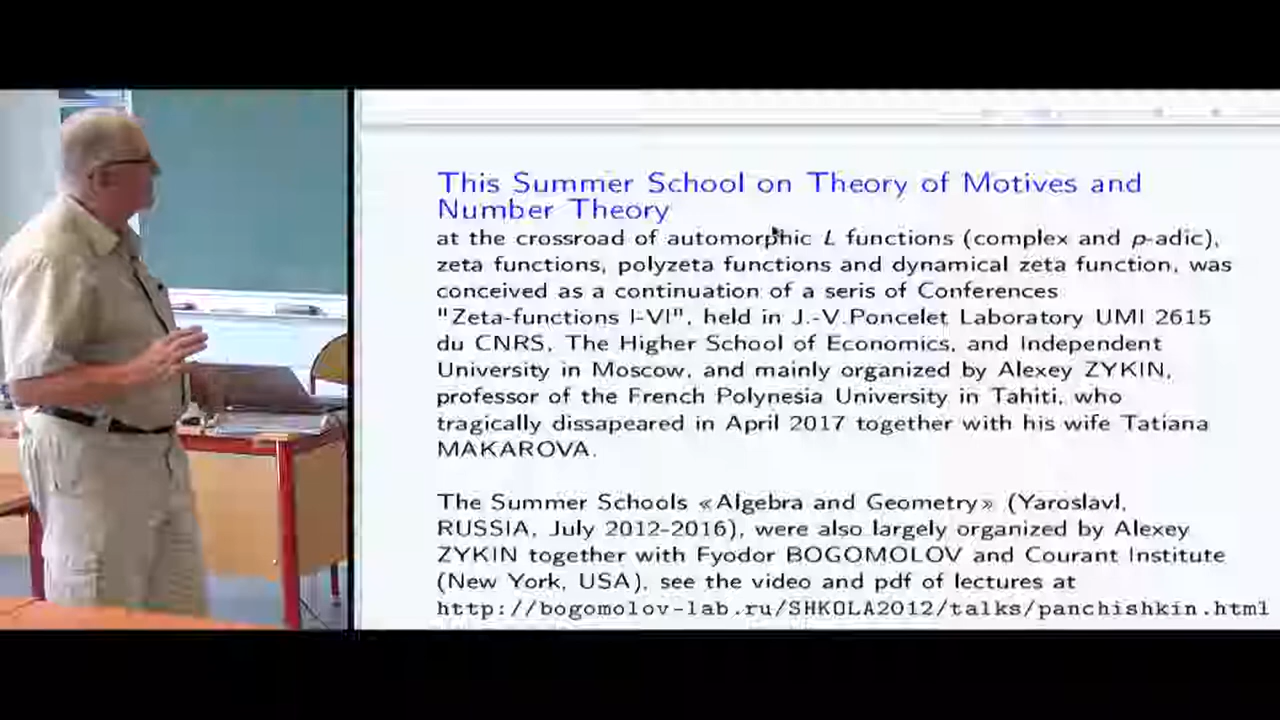 This Summer School on Theory of Motives and
Number Theory
at the crossroad of automorphic L functions (complex and p-adic),
zeta functions, polyzeta functions and dynamical zeta function, was
conceived as a continuation of a seris of Conferences
"Zeta-functions I-VI", held in J.-V.Poncelet Laboratory UMI 2615
du CNRS, The Higher School of Economics, and Independent
University in Moscow, and mainly organized by Alexey ZYKIN,
professor of the French Polynesia University in Tahiti, who
tragically dissapeared in April 2017 together with his wife Tatiana
MAKAROVA.
The Summer Schools «Algebra and Geometry» (Yaroslavl,
RUSSIA, July 2012-2016), were also largely organized by Alexey
ZYKIN together with Fyodor BOGOMOLOV and Courant Institute
(New York, USA), see the video and pdf of lectures at
http://bogomolov-lab.ru/SHKOLA2012/talks/panchishkin.html